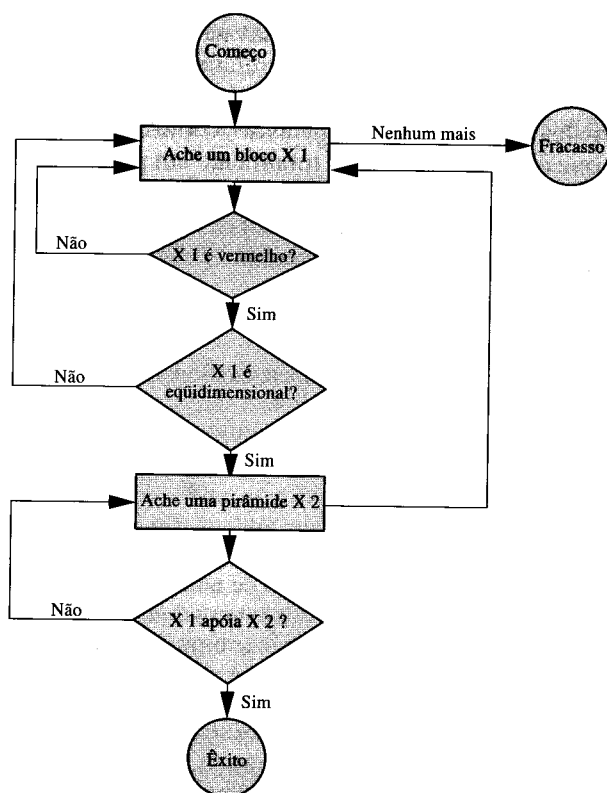 Começo
Ache um bloco X 1
Nenhum mais
Fracasso
X 1 é vermelho?
Não
Sim
X 1 é
eqüidimensional?
Não
Sim
Ache uma pirâmide X 2
X 1 apóia X 2 ?
Não
Sim
Êxito